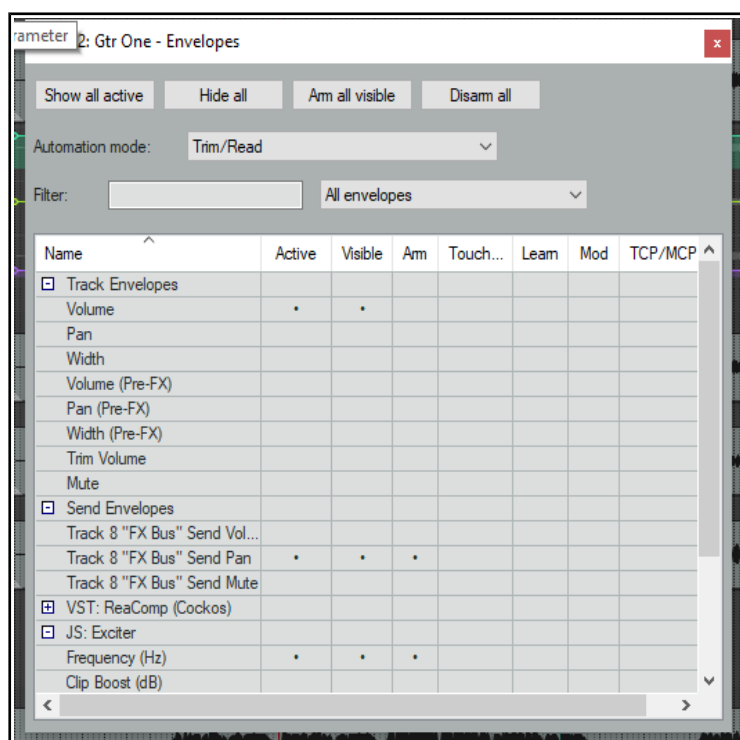 rameter
2: Gtr One - Envelopes
x
Show all active Hide all Arm all visible Disarm all
Automation mode: Trim/Read
Filter: All envelopes
Name Active Visible Arm Touch... Learn Mod TCP/MCP
Track Envelopes
Volume
Pan
Width
Volume (Pre-FX)
Pan (Pre-FX)
Width (Pre-FX)
Trim Volume
Mute
Send Envelopes
Track 8 "FX Bus" Send Vol...
Track 8 "FX Bus" Send Pan
Track 8 "FX Bus" Send Mute
VST: ReaComp (Cockos)
JS: Exciter
Frequency (Hz)
Clip Boost (dB)